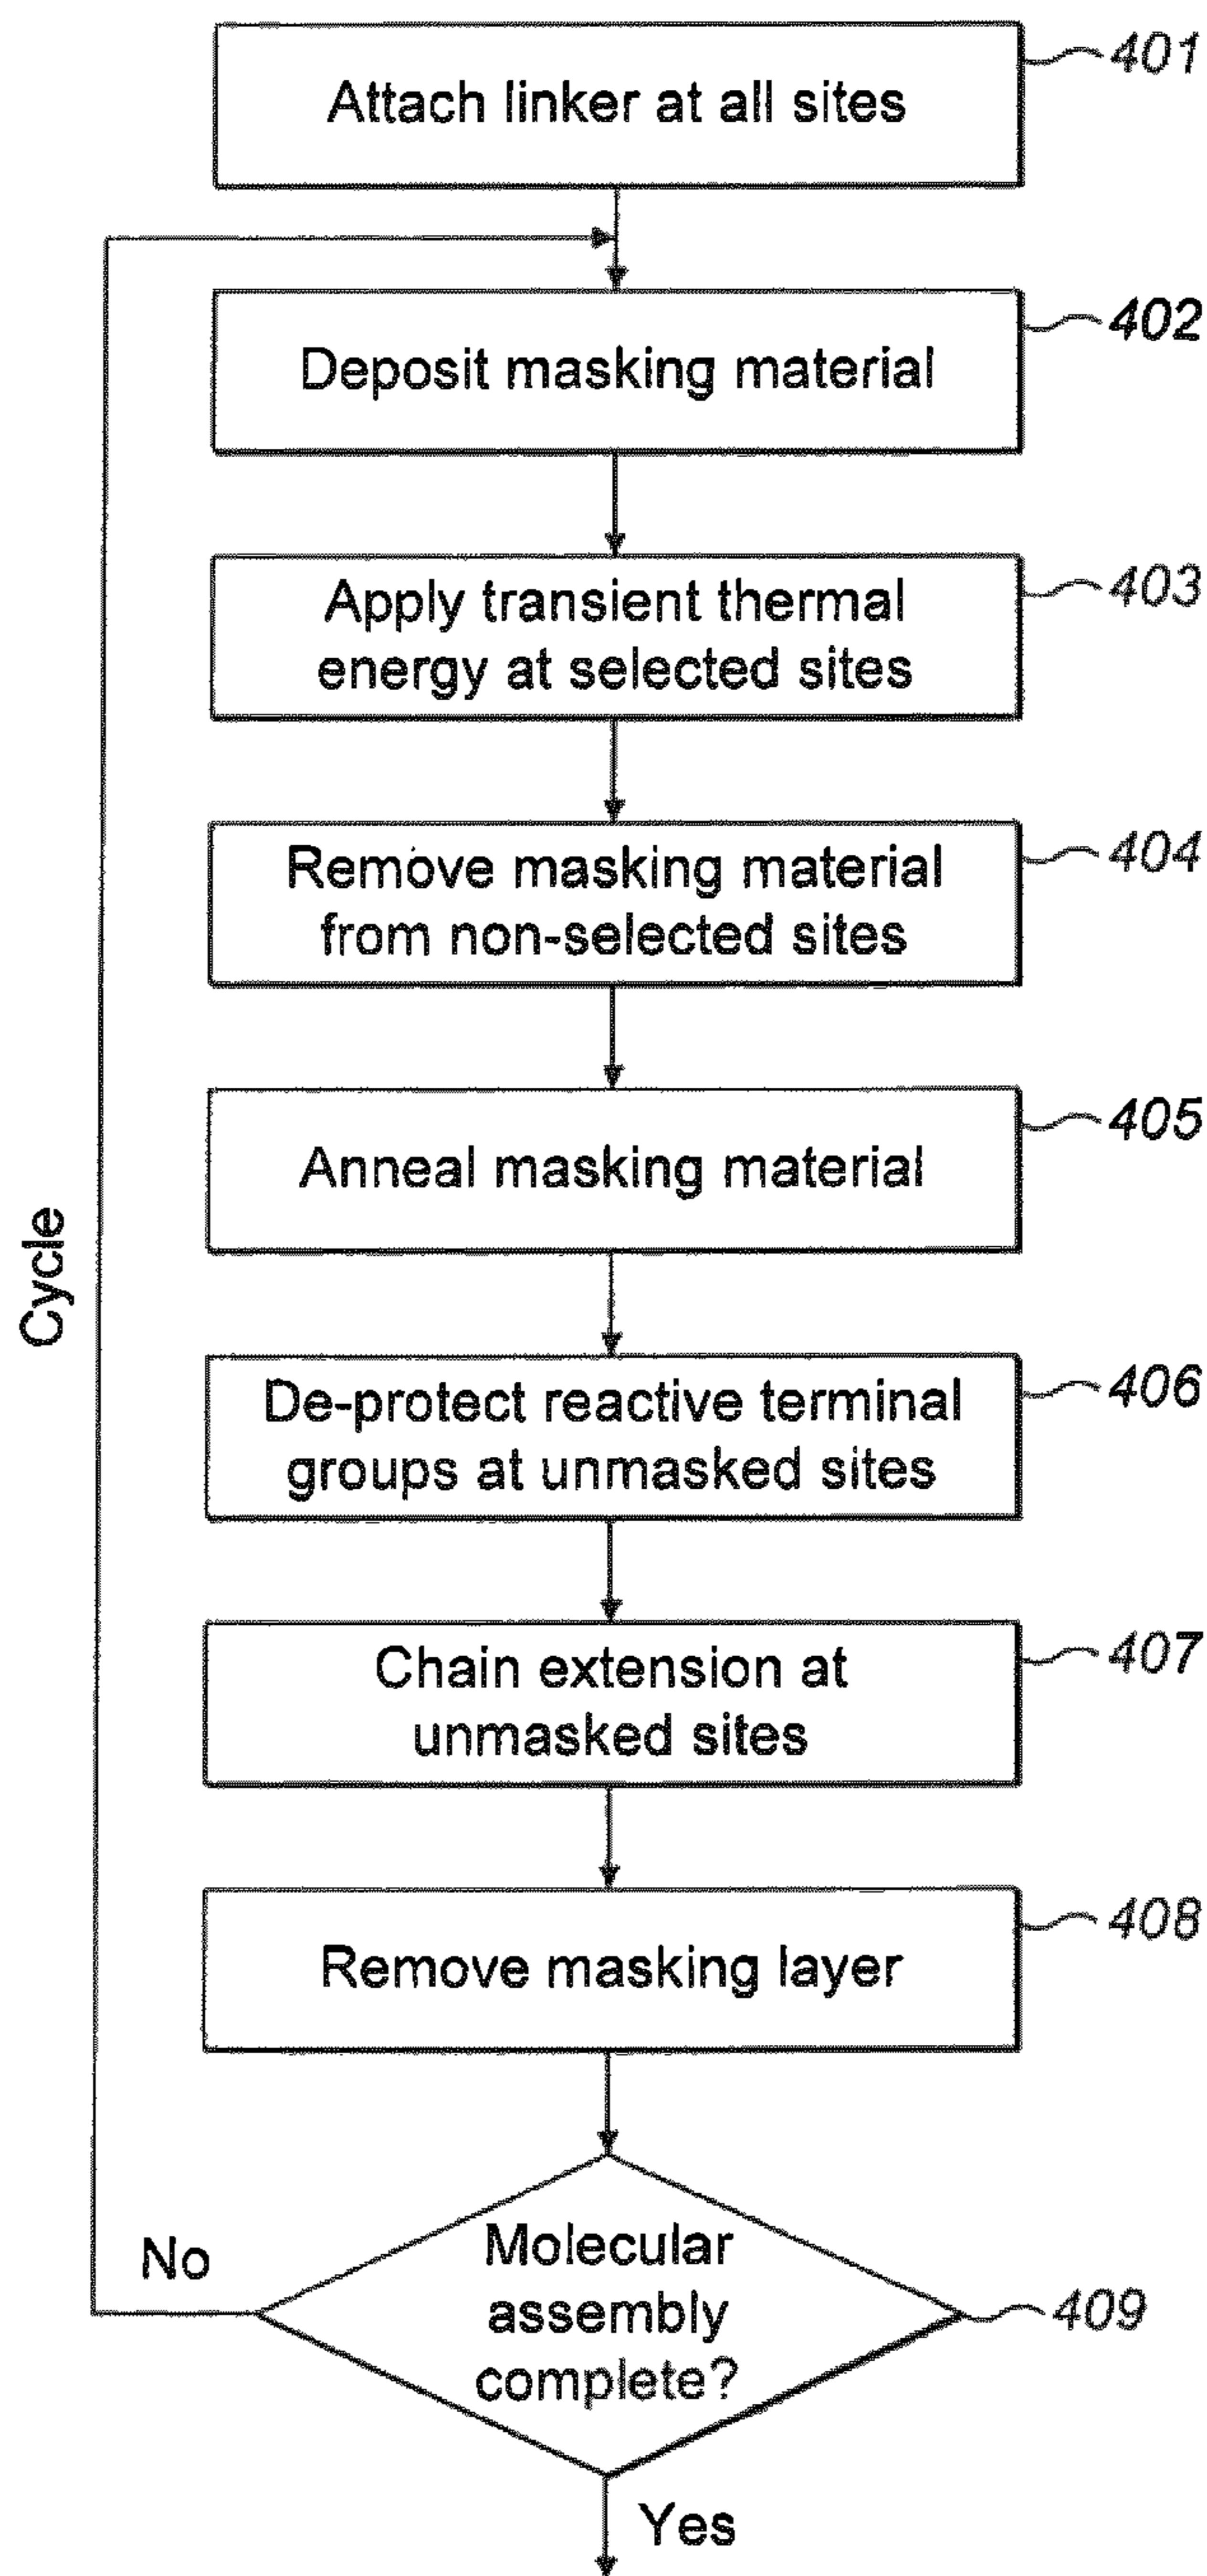 Attach linker at all sites
401
Deposit masking material
402
Apply transient thermal
energy at selected sites
403
Remove masking material
from non-selected sites
404
Anneal masking material
405
Cycle
De-protect reactive terminal
groups at unmasked sites
406
Chain extension at
unmasked sites
407
Remove masking layer
408
No
Molecular
assembly
complete?
409
Yes